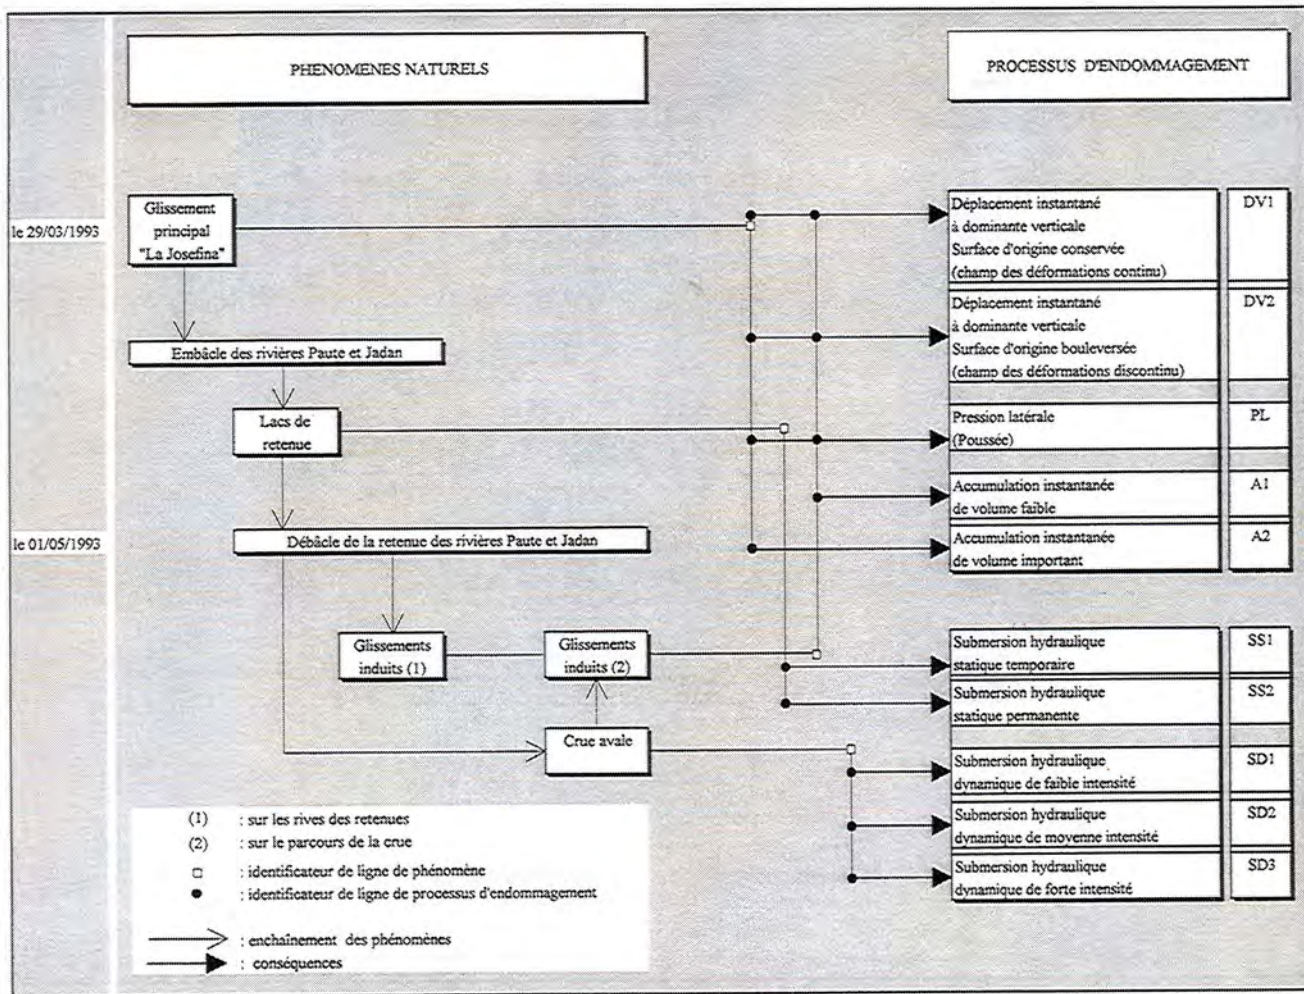 PHENOMENES NATURELS
PROCESSUS D'ENDOMMAGEMENT
le 29/03/1993
Glissement
principal
"La Josefina"
Embâcle des rivières Paute et Jadan
Lacs de
retenue
le 01/05/1993
Débâcle de la retenue des rivières Paute et Jadan
Glissements
induits (1)
Glissements
induits (2)
Crue avale
Déplacement instantané
à dominante verticale
Surface d'origine conservée
(champ des déformations continu)
DV1
Déplacement instantané
à dominante verticale
Surface d'origine bouleversée
(champ des déformations discontinu)
DV2
Pression latérale
(Poussée)
PL
Accumulation instantanée
de volume faible
A1
Accumulation instantanée
de volume important
A2
Submersion hydraulique
statique temporaire
SS1
Submersion hydraulique
statique permanente
SS2
Submersion hydraulique
dynamique de faible intensité
SD1
Submersion hydraulique
dynamique de moyenne intensité
SD2
Submersion hydraulique
dynamique de forte intensité
SD3
(1) : sur les rives des retenues
(2) : sur le parcours de la crue
: identificateur de ligne de phénomène
: identificateur de ligne de processus d'endommagement
: enchaînement des phénomènes
: conséquences